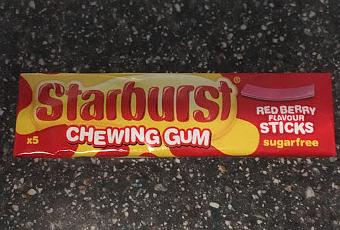 Starburst®
CHEWING GUM
x5
RED BERRY
FLAVOUR
STICKS
sugarfree